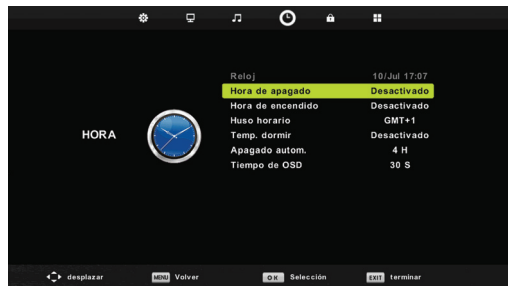 Reloj 10/Jul 17:07
Hora de apagado Desactivado
Hora de encendido Desactivado
Huso horario GMT+1
HORA
Temp. dormir Desactivado
Apagado autom. 4 H
Tiempo de OSD 30 S
desplazar MENU Volver OK Selección EXIT terminar